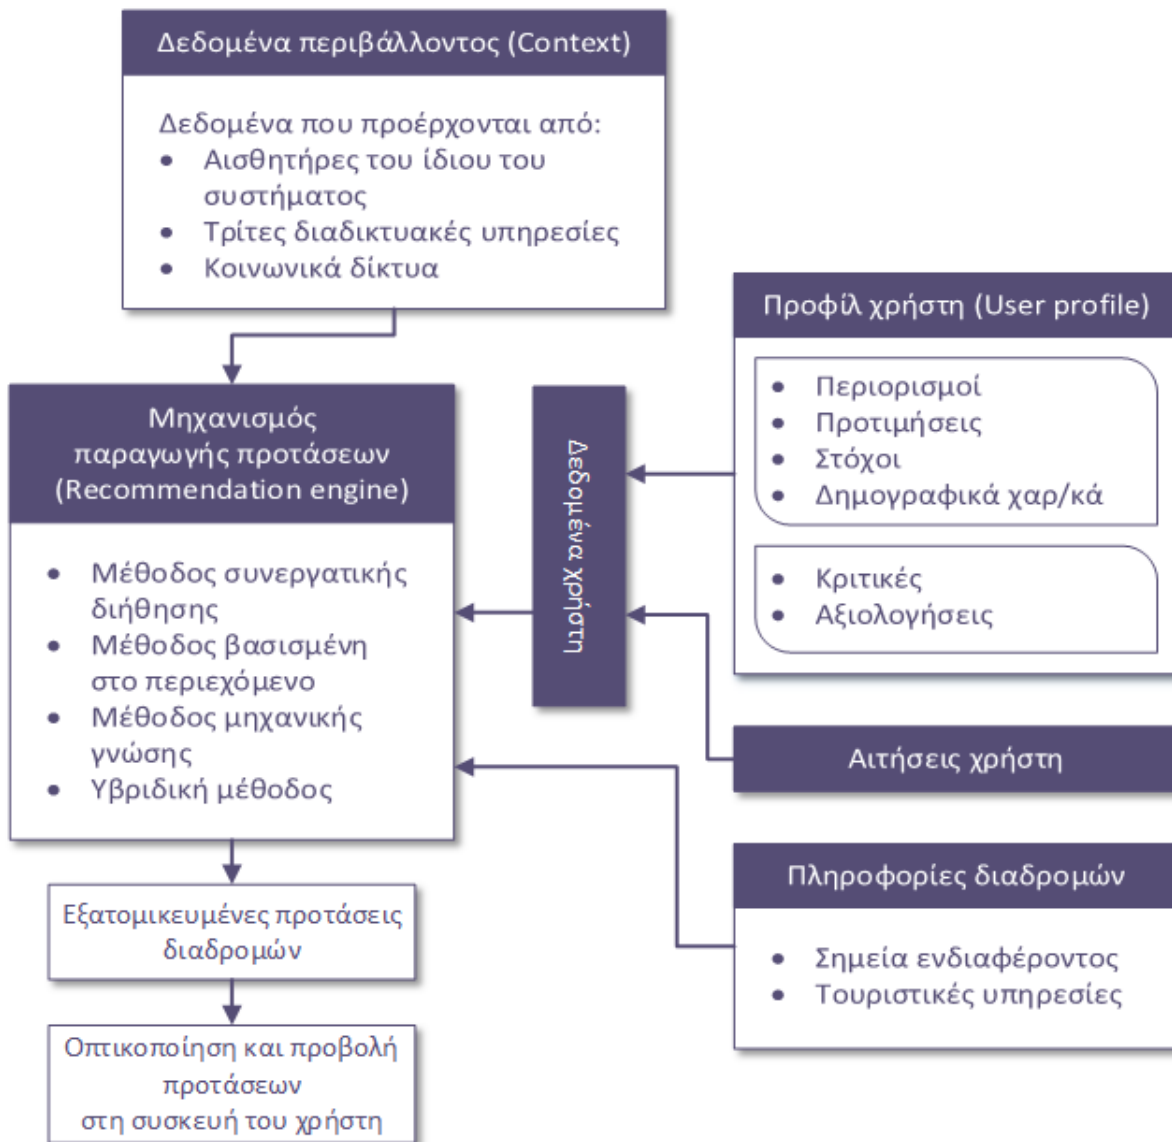 Δεδομένα περιβάλλοντος (Context)
Δεδομένα που προέρχονται από:
• Αισθητήρες του ίδιου του
συστήματος
• Τρίτες διαδικτυακές υπηρεσίες
• Κοινωνικά δίκτυα
Μηχανισμός
παραγωγής προτάσεων
(Recommendation engine)
• Μέθοδος συνεργατικής
διήθησης
• Μέθοδος βασισμένη
στο περιεχόμενο
• Μέθοδος μηχανικής
γνώσης
• Υβριδική μέθοδος
Δεδομένα χρήστη
Προφίλ χρήστη (User profile)
• Περιορισμοί
• Προτιμήσεις
• Στόχοι
• Δημογραφικά χαρ/κά
• Κριτικές
• Αξιολογήσεις
Αιτήσεις χρήστη
Πληροφορίες διαδρομών
• Σημεία ενδιαφέροντος
• Τουριστικές υπηρεσίες
Εξατομικευμένες προτάσεις
διαδρομών
Οπτικοποίηση και προβολή
προτάσεων
στη συσκευή του χρήστη